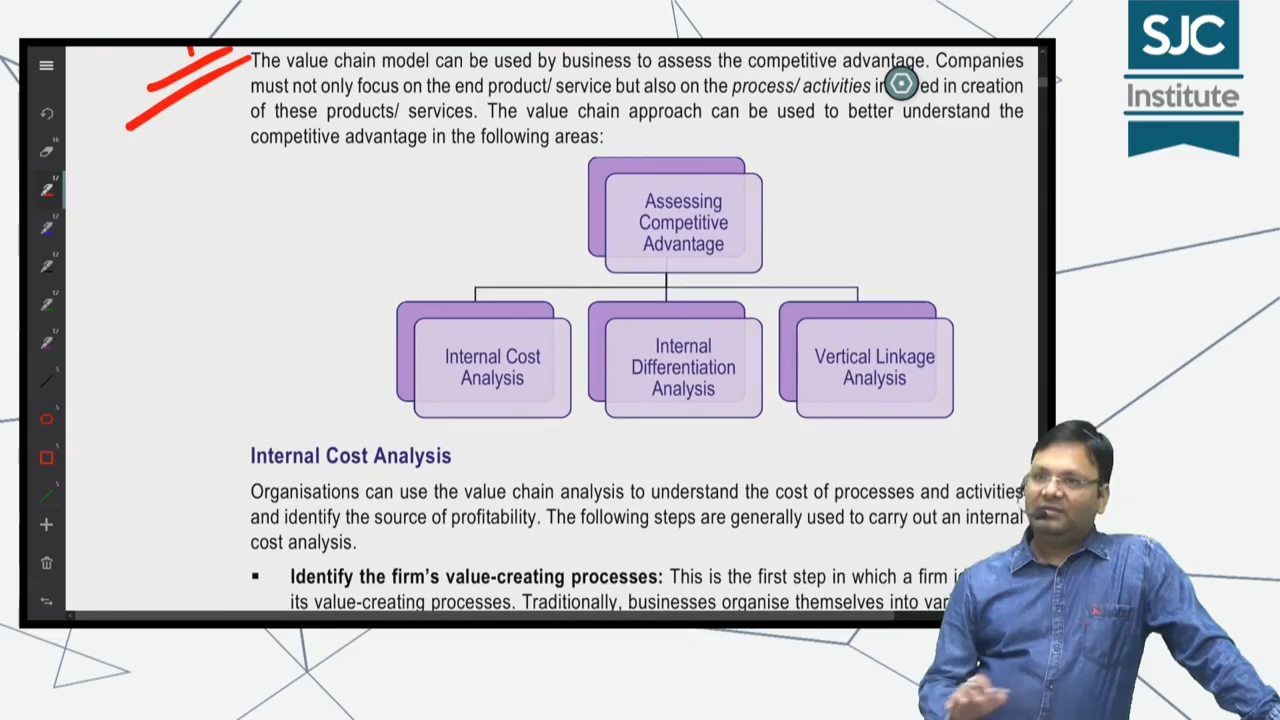 SJC
Institute
The value chain model can be used by business to assess the competitive advantage. Companies
must not only focus on the end product/ service but also on the process/ activities in ed in creation
of these products/ services. The value chain approach can be used to better understand the
competitive advantage in the following areas:
Assessing
Competitive
Advantage
Internal Cost
Analysis
Internal
Differentiation
Analysis
Vertical Linkage
Analysis
Internal Cost Analysis
Organisations can use the value chain analysis to understand the cost of processes and activities
and identify the source of profitability. The following steps are generally used to carry out an internal
cost analysis.
▪ Identify the firm's value-creating processes: This is the first step in which a firm
its value-creating processes. Traditionally, businesses organise themselves into